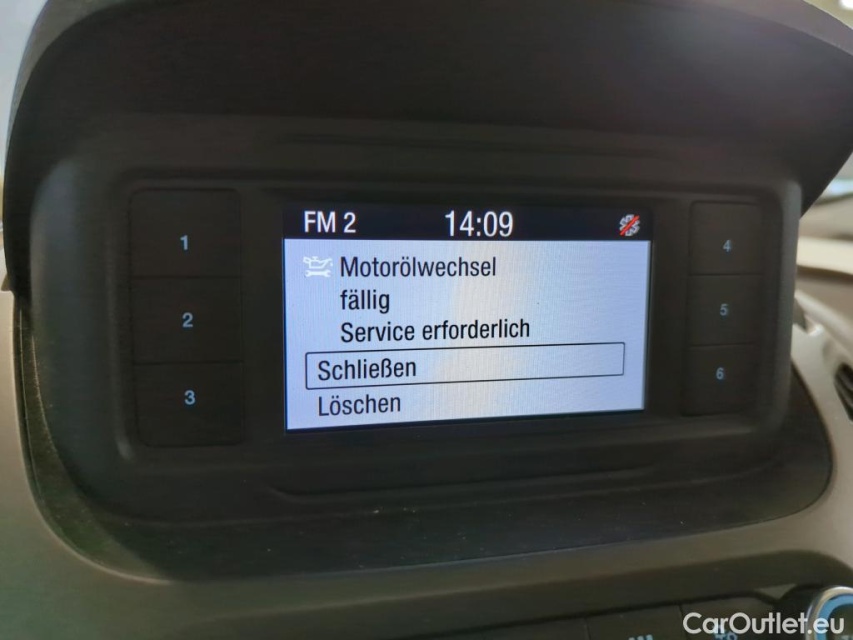 FM 2 14:09
1
2
3
4
5
6
Motorölwechsel
fällig
Service erforderlich
Schließen
Löschen
CarOutlet.eu